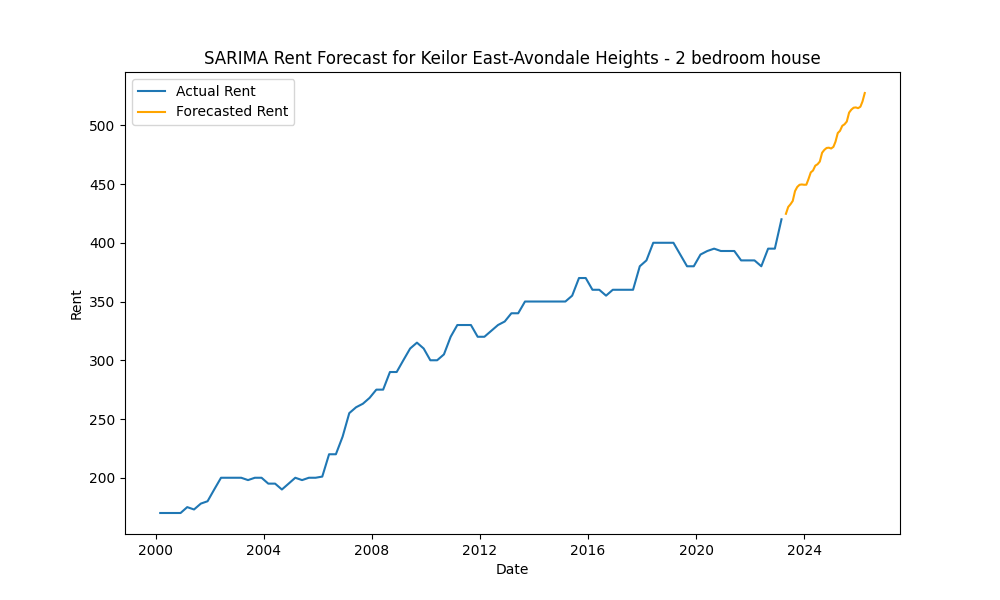 SARIMA Rent Forecast for Keilor East-Avondale Heights - 2 bedroom house
Actual Rent
Forecasted Rent
500
450
400
350
300
250
200
Rent
2000 2004 2008 2012 2016 2020 2024
Date